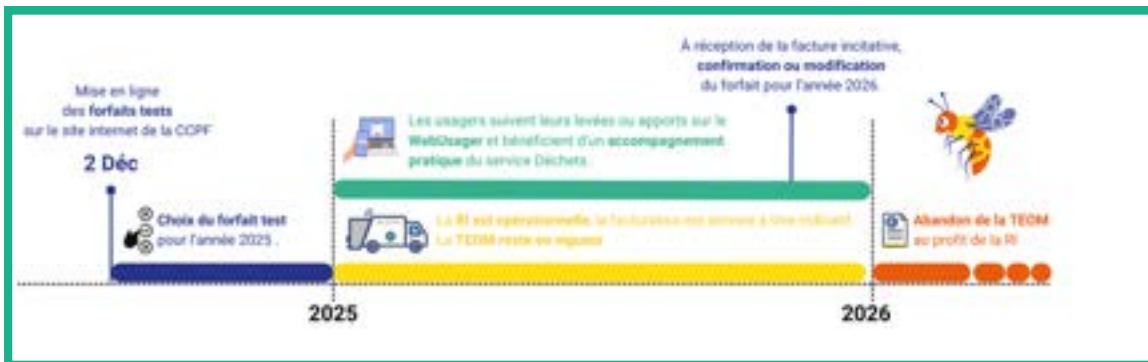 Mise en ligne
des forfaits tests
sur le site internet de la CCPF
2 Déc
Choix du forfait test
pour l'année 2025 .
Les usagers suivent leurs levées ou apports sur le
WebUsager et bénéficient d'un accompagnement
pratique du service Déchets.
À réception de la facture incitative,
confirmation ou modification
du forfait pour l'année 2026.
La RI est opérationnelle, la facturation est envoyée à titre indicatif.
La TEOM reste en vigueur
Abandon de la TEOM
au profit de la RI
2025
2026